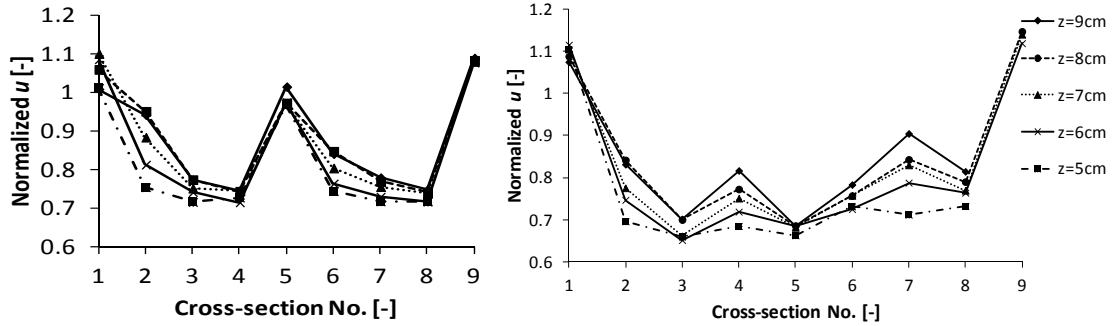 1.2
1.1
1
0.9
0.8
0.7
0.6
Normalized u [-]
1 2 3 4 5 6 7 8 9
Cross-section No. [-]
1.2
1.1
1.0
0.9
0.8
0.7
0.6
Normalized u [-]
1 2 3 4 5 6 7 8 9
Cross-section No. [-]
z=9cm
z=8cm
z=7cm
z=6cm
z=5cm